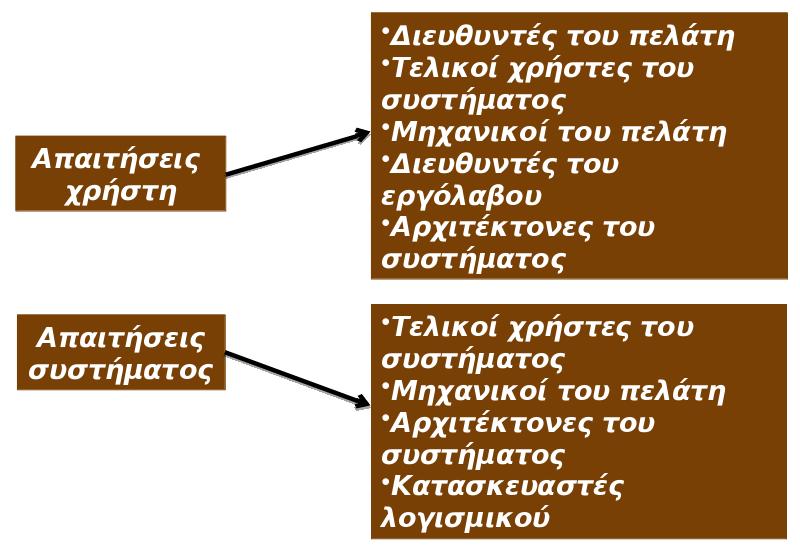 Απαιτήσεις
χρήστη
•Διευθυντές του πελάτη
•Τελικοί χρήστες του
συστήματος
•Μηχανικοί του πελάτη
•Διευθυντές του
εργόλαβου
•Αρχιτέκτονες του
συστήματος
Απαιτήσεις
συστήματος
•Τελικοί χρήστες του
συστήματος
•Μηχανικοί του πελάτη
•Αρχιτέκτονες του
συστήματος
•Κατασκευαστές
λογισμικού